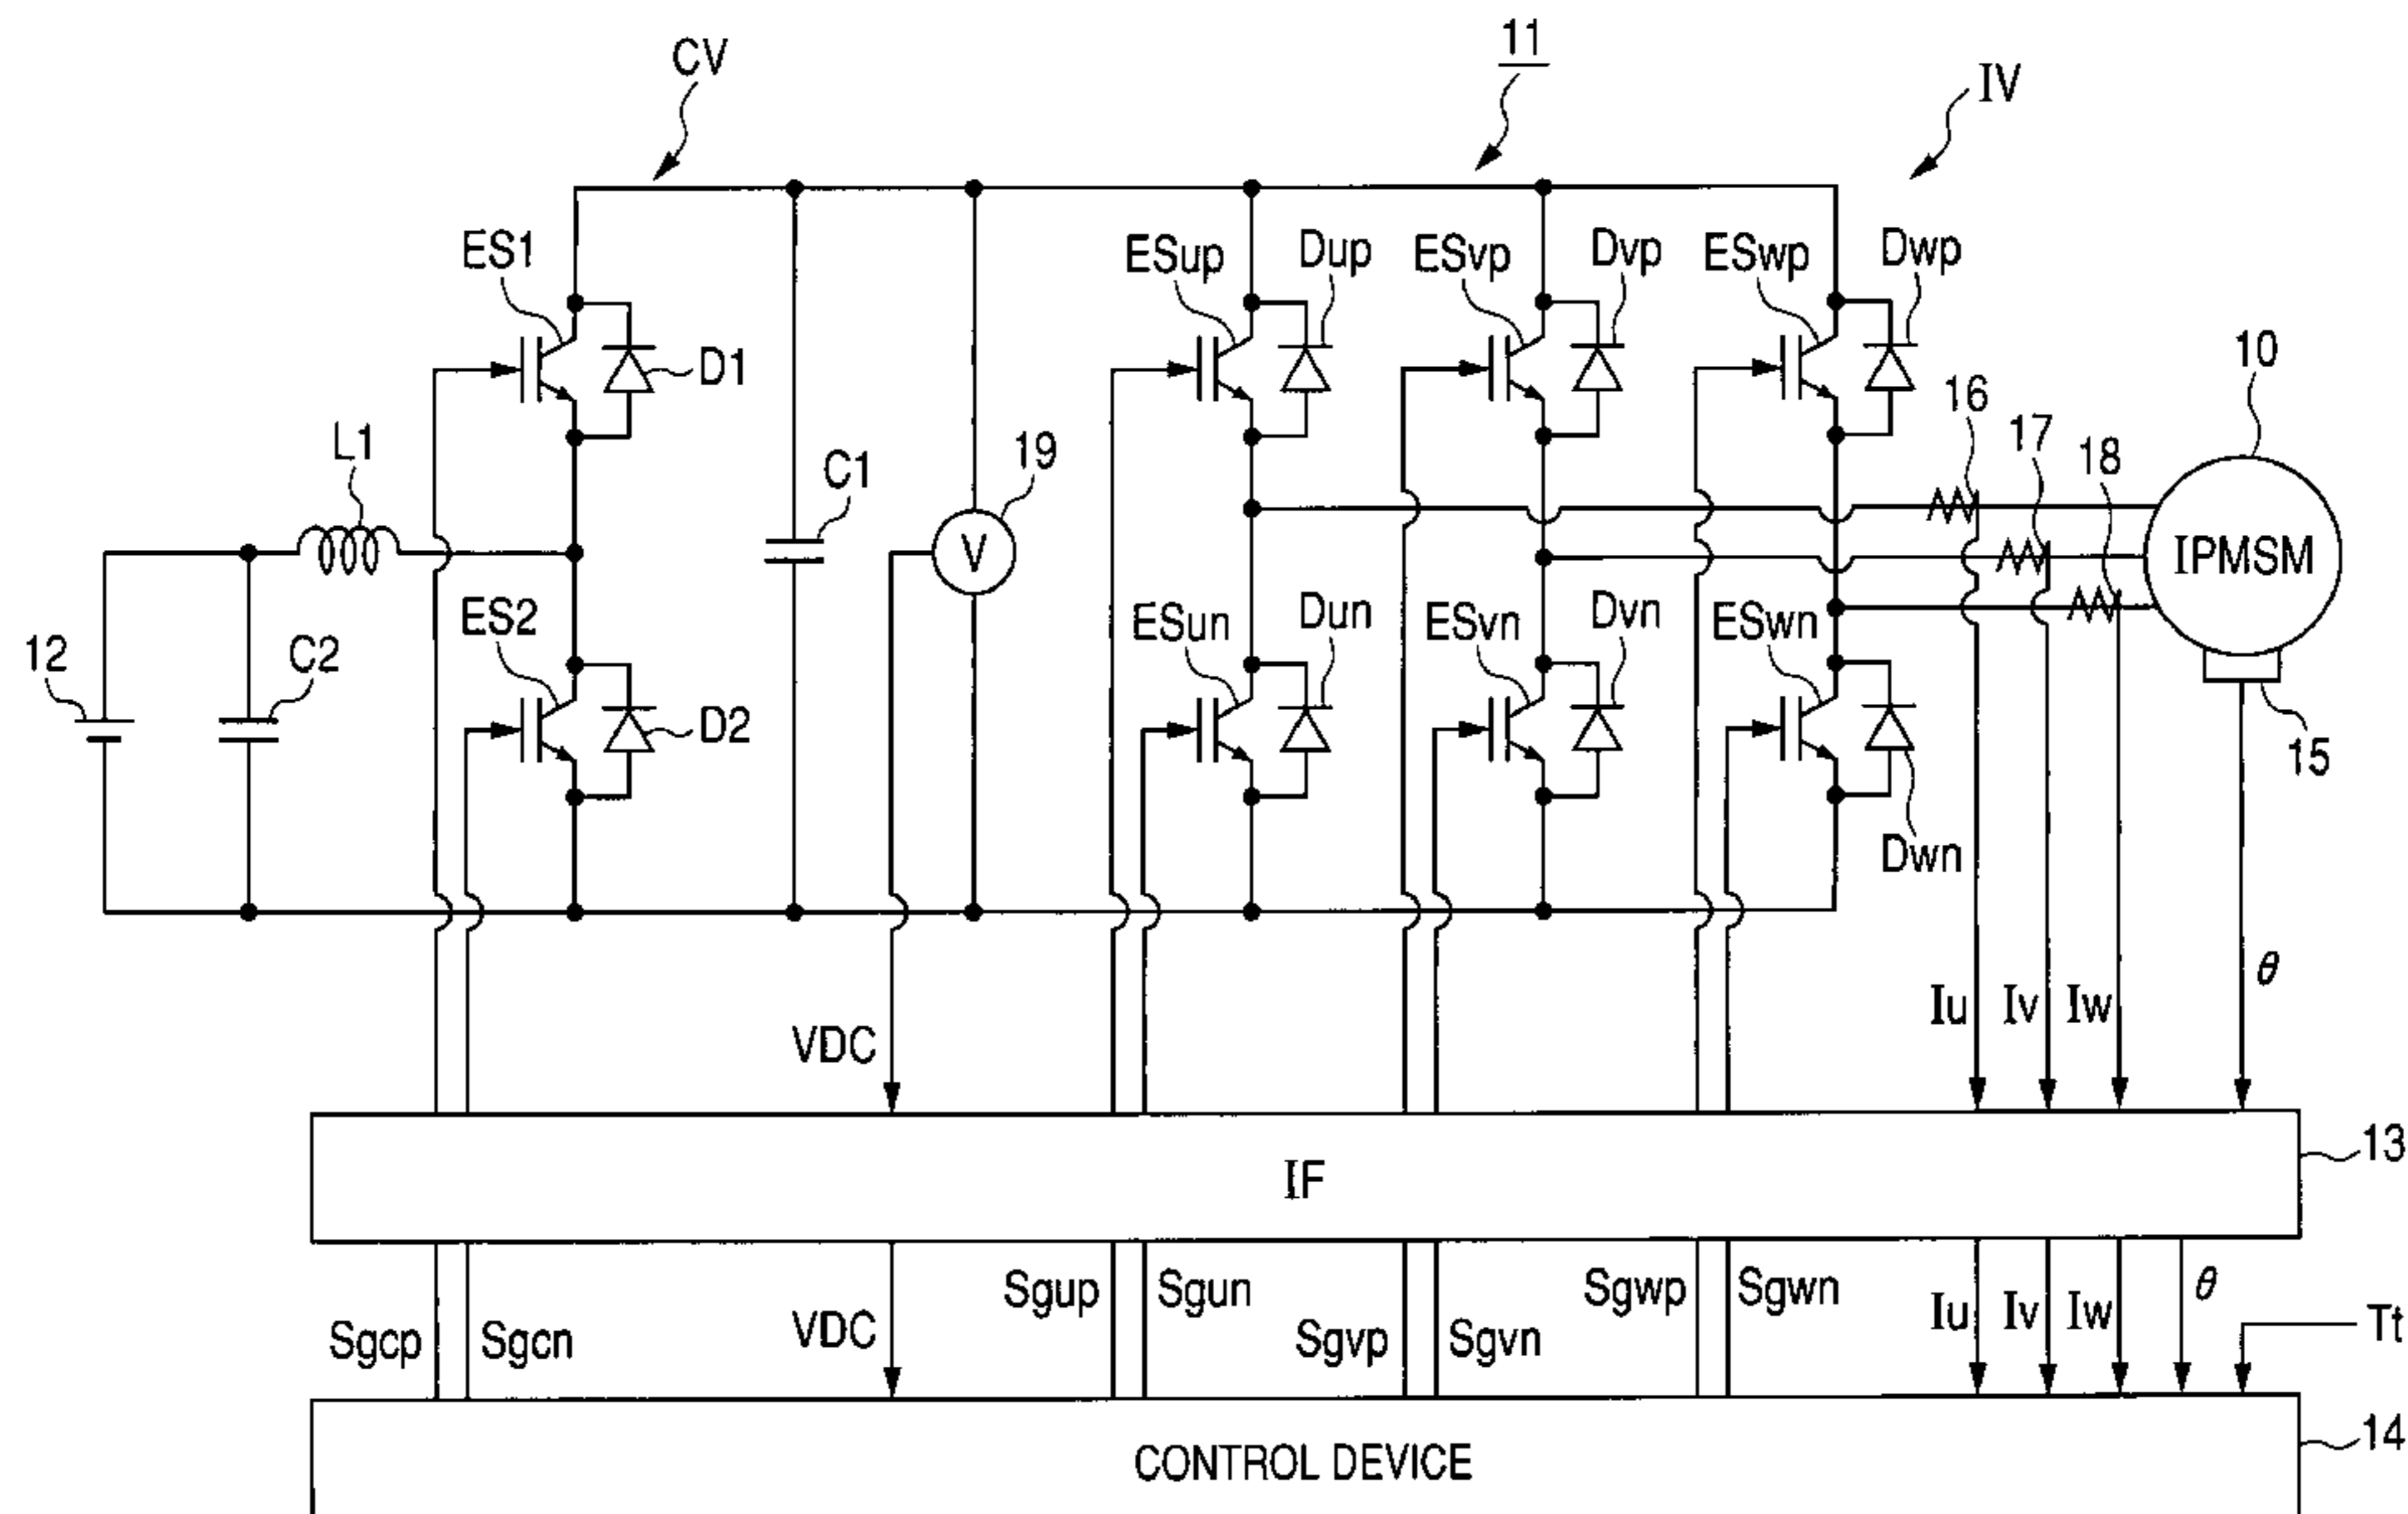 CV
11
IV
ES1
D1
ESup
Dup
ESvp
Dvp
ESwp
Dwp
10
16
17
18
L1
C1
19
V
IPMSM
12
C2
ES2
D2
ESun
Dun
ESvn
Dvn
ESwn
Dwn
15
VDC
Iu
Iv
Iw
θ
IF
13
Sgcp
Sgcn
VDC
Sgup
Sgun
Sgvp
Sgvn
Sgwp
Sgwn
Iu
Iv
Iw
θ
Tt
CONTROL DEVICE
14